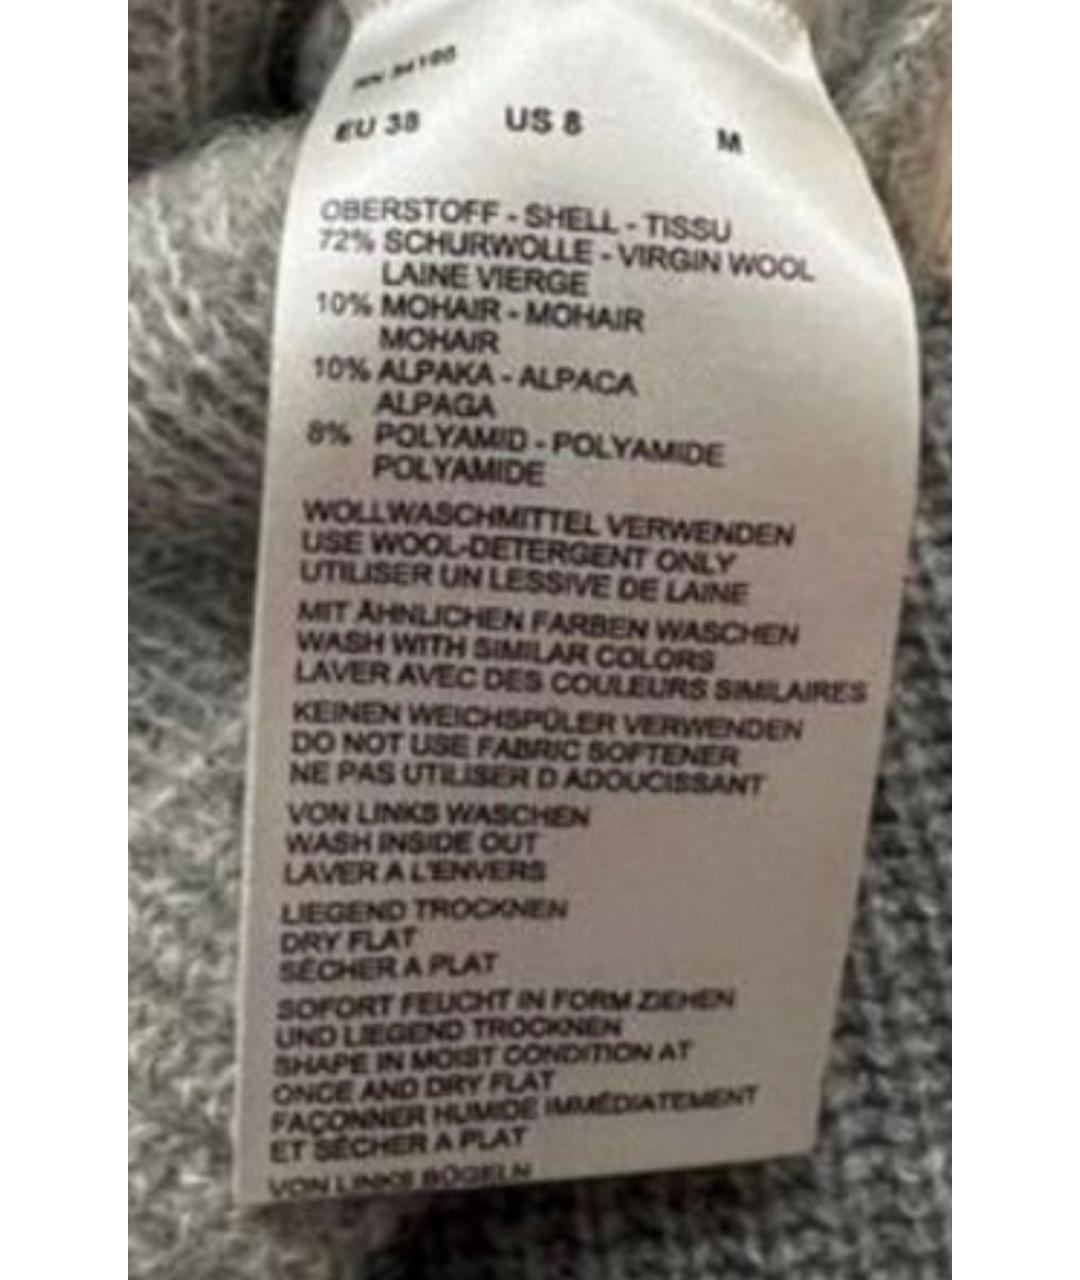 EU 38 US 8 M
OBERSTOFF - SHELL - TISSU
72% SCHURWOLLE - VIRGIN WOOL
LAINE VIERGE
10% MOHAIR - MOHAIR
MOHAIR
10% ALPAKA - ALPACA
ALPAGA
8% POLYAMID - POLYAMIDE
POLYAMIDE
WOLLWASCHMITTEL VERWENDEN
USE WOOL-DETERGENT ONLY
UTILISER UN LESSIVE DE LAINE
MIT ÄHNLICHEN FARBEN WASCHEN
WASH WITH SIMILAR COLORS
LAVER AVEC DES COULEURS SIMILAIRES
KEINEN WEICHSPÜLER VERWENDEN
DO NOT USE FABRIC SOFTENER
NE PAS UTILISER D ADOUCISSANT
VON LINKS WASCHEN
WASH INSIDE OUT
LAVER A L'ENVERS
LIEGEND TROCKNEN
DRY FLAT
SÉCHER A PLAT
SOFORT FEUCHT IN FORM ZIEHEN
UND LIEGEND TROCKNEN
SHAPE IN MOIST CONDITION AT
ONCE AND DRY FLAT
FAÇONNER HUMIDE IMMÉDIATEMENT
ET SÉCHER A PLAT
VON LINKS BÜGELN